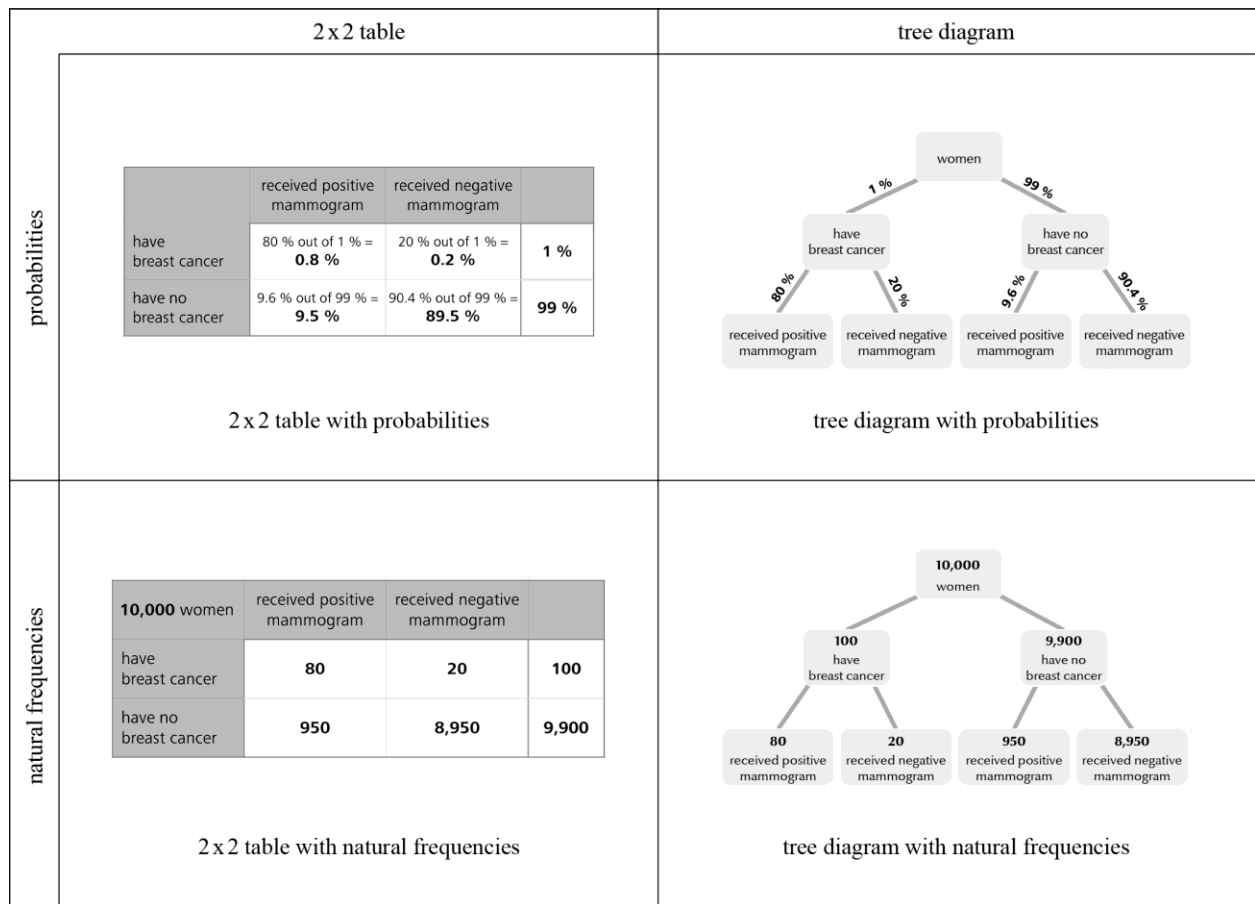 2 x 2 table
tree diagram
probabilities
received positive
mammogram
received negative
mammogram
have
breast cancer
80 % out of 1 % =
0.8 %
20 % out of 1 % =
0.2 %
1 %
have no
breast cancer
9.6 % out of 99 % =
9.5 %
90.4 % out of 99 % =
89.5 %
99 %
2 x 2 table with probabilities
women
1 %
99 %
have
breast cancer
have no
breast cancer
80 %
20 %
9.6 %
90.4 %
received positive
mammogram
received negative
mammogram
received positive
mammogram
received negative
mammogram
tree diagram with probabilities
natural frequencies
10,000 women
received positive
mammogram
received negative
mammogram
have
breast cancer
80
20
100
have no
breast cancer
950
8,950
9,900
2 x 2 table with natural frequencies
10,000
women
100
have
breast cancer
9,900
have no
breast cancer
80
received positive
mammogram
20
received negative
mammogram
950
received positive
mammogram
8,950
received negative
mammogram
tree diagram with natural frequencies